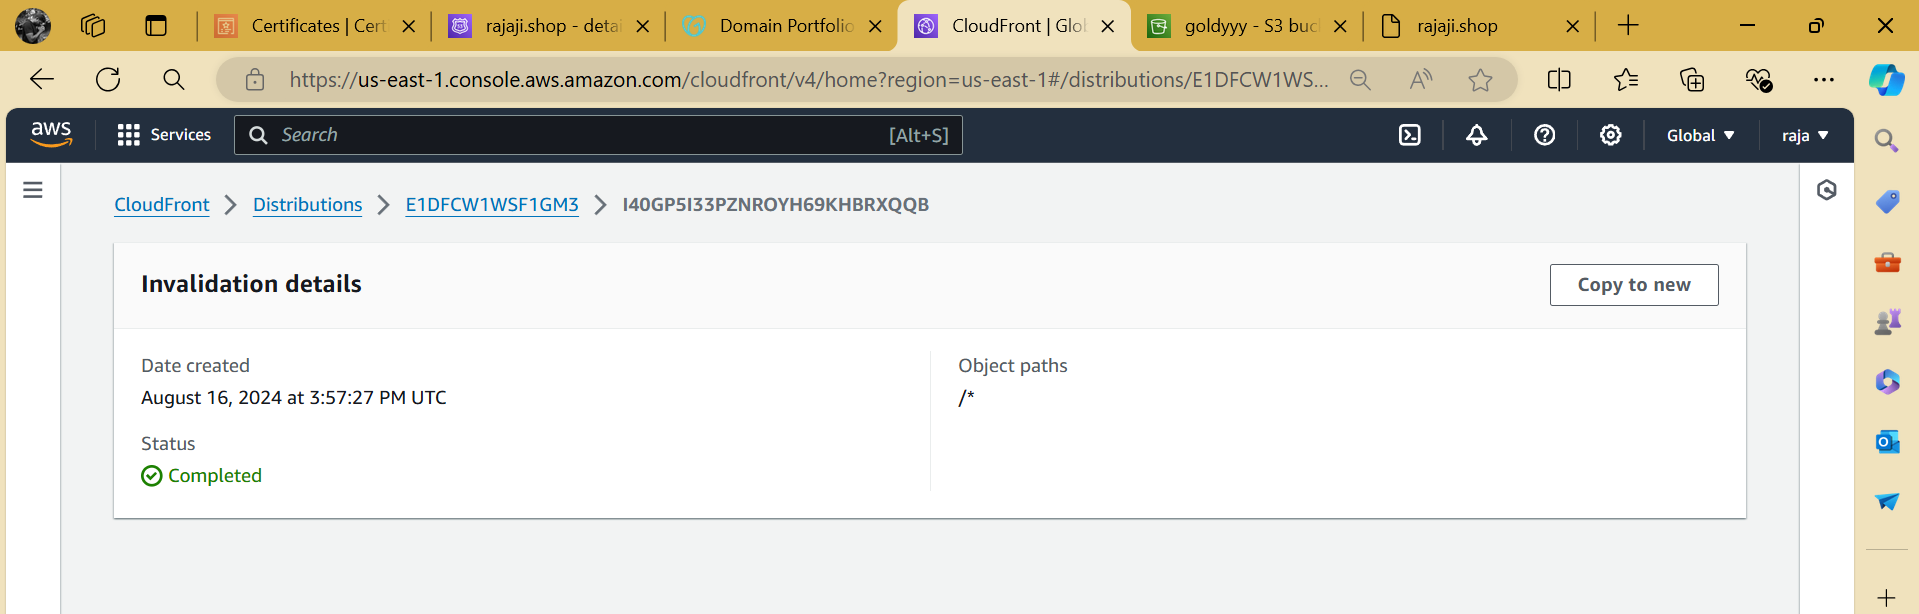 Certificates | Cert
rajaji.shop - detai
Domain Portfolio
CloudFront | Glob
goldyyy - S3 buc
rajaji.shop
https://us-east-1.console.aws.amazon.com/cloudfront/v4/home?region=us-east-1#/distributions/E1DFCW1WS...
aws
Services
Search
[Alt+S]
Global
raja
CloudFront > Distributions > E1DFCW1WSF1GM3 > I40GP5I33PZNROYH69KHBRXQQB
Invalidation details
Copy to new
Date created
August 16, 2024 at 3:57:27 PM UTC
Object paths
/*
Status
Completed